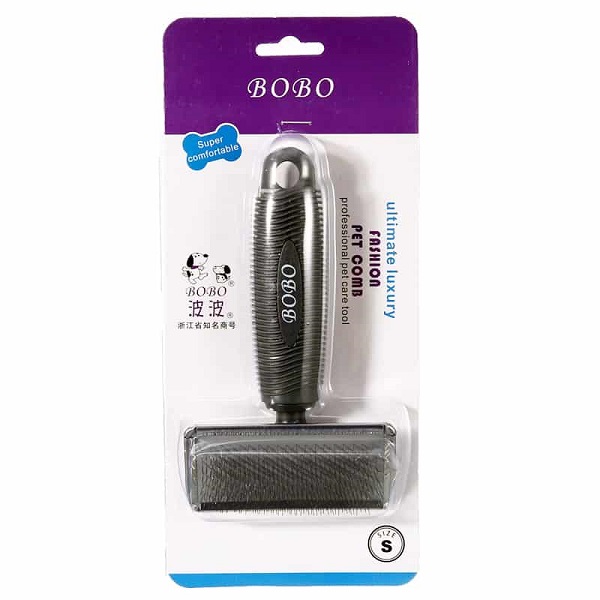 BOBO
Super
comfortable
ultimate luxury
FASHION
PET COMB
professional pet care tool
BOBO
BOBO®
波波®
浙江省知名商号
SIZE
S